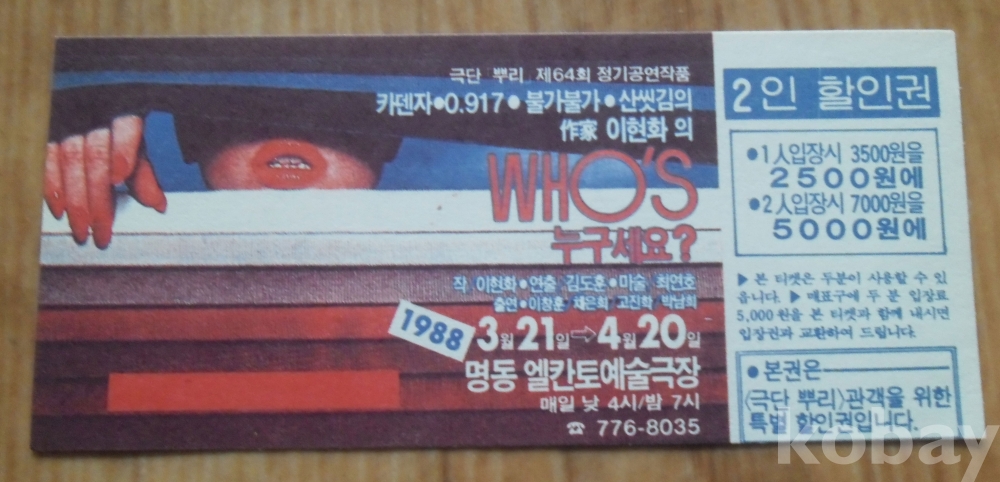 극단 「뿌리」 제64회 정기공연작품
카덴자•0.917•불가불가•산씻김의
作家 이현화 의
WHO'S
누구세요?
작 이현화•연출 김도훈•미술 최연호
출연•이창훈 채은희 고진학 박남희
1988 3월21일⇨4월20일
명동 엘칸토예술극장
매일 낮 4시/밤 7시
☎ 776-8035
2인 할인권
•1人입장시 3500원을
2500원에
•2人입장시 7000원을
5000원에
▶본 티켓은 두분이 사용할 수 있
읍니다. ▶매표구에 두 분 입장료
5,000원을 본 티켓과 함께 내시면
입장권과 교환하여 드립니다.
•본권은
〈극단 뿌리〉관객을 위한
특별 할인권입니다.
kobay